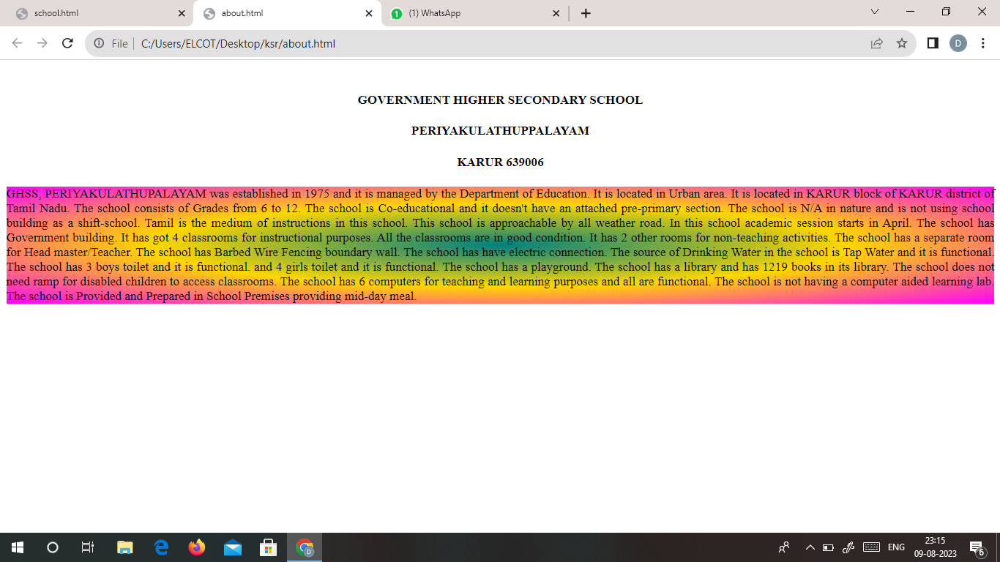 school.html
about.html
(1) WhatsApp
File
C:/Users/ELCOT/Desktop/ksr/about.html
D
GOVERNMENT HIGHER SECONDARY SCHOOL
PERIYAKULATHUPPALAYAM
KARUR 639006
GHSS, PERIYAKULATHUPALAYAM was established in 1975 and it is managed by the Department of Education. It is located in Urban area. It is located in KARUR block of KARUR district of
Tamil Nadu. The school consists of Grades from 6 to 12. The school is Co-educational and it doesn't have an attached pre-primary section. The school is N/A in nature and is not using school
building as a shift-school. Tamil is the medium of instructions in this school. This school is approachable by all weather road. In this school academic session starts in April. The school has
Government building. It has got 4 classrooms for instructional purposes. All the classrooms are in good condition. It has 2 other rooms for non-teaching activities. The school has a separate room
for Head master/Teacher. The school has Barbed Wire Fencing boundary wall. The school has have electric connection. The source of Drinking Water in the school is Tap Water and it is functional.
The school has 3 boys toilet and it is functional. and 4 girls toilet and it is functional. The school has a playground. The school has a library and has 1219 books in its library. The school does not
need ramp for disabled children to access classrooms. The school has 6 computers for teaching and learning purposes and all are functional. The school is not having a computer aided learning lab.
The school is Provided and Prepared in School Premises providing mid-day meal.
D
ENG
23:15
09-08-2023
6